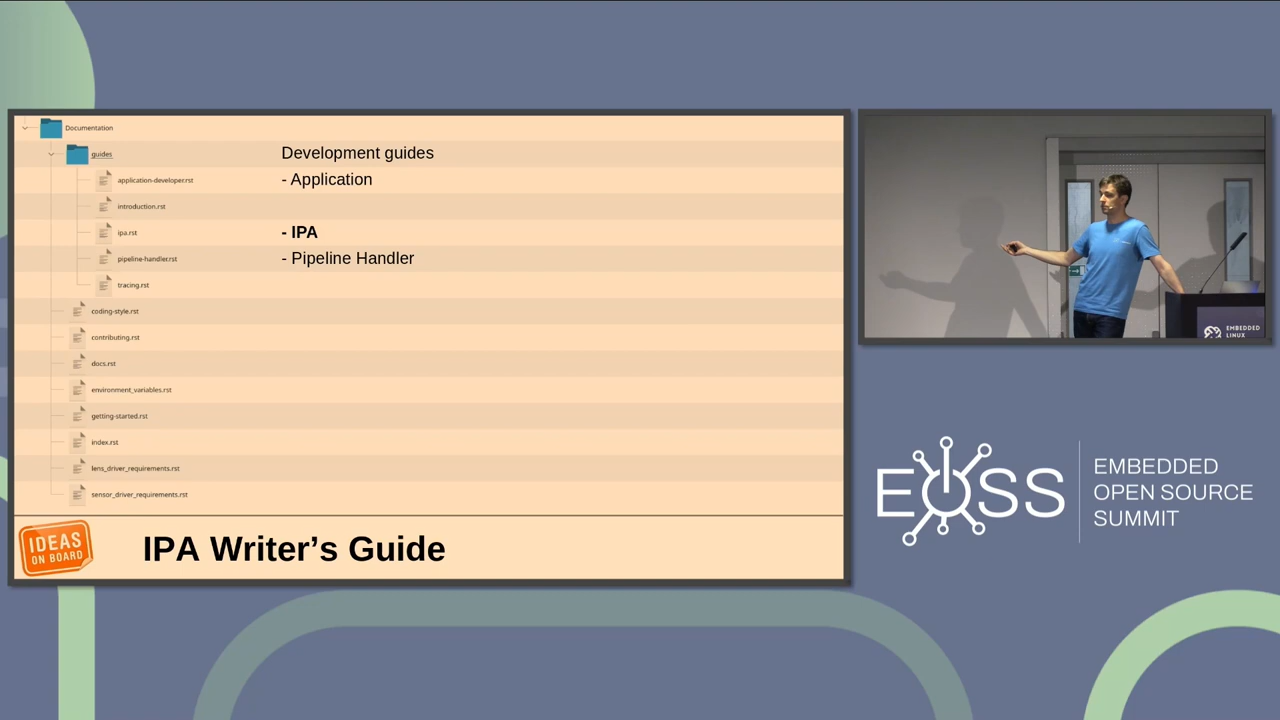 Documentation
guides
Development guides
application-developer.rst
- Application
introduction.rst
ipa.rst
- IPA
pipeline-handler.rst
- Pipeline Handler
tracing.rst
coding-style.rst
contributing.rst
docs.rst
environment_variables.rst
getting-started.rst
index.rst
lens_driver_requirements.rst
sensor_driver_requirements.rst
IDEAS
ON BOARD
IPA Writer’s Guide
EMBEDDED
LINUX
EOSS
EMBEDDED
OPEN SOURCE
SUMMIT